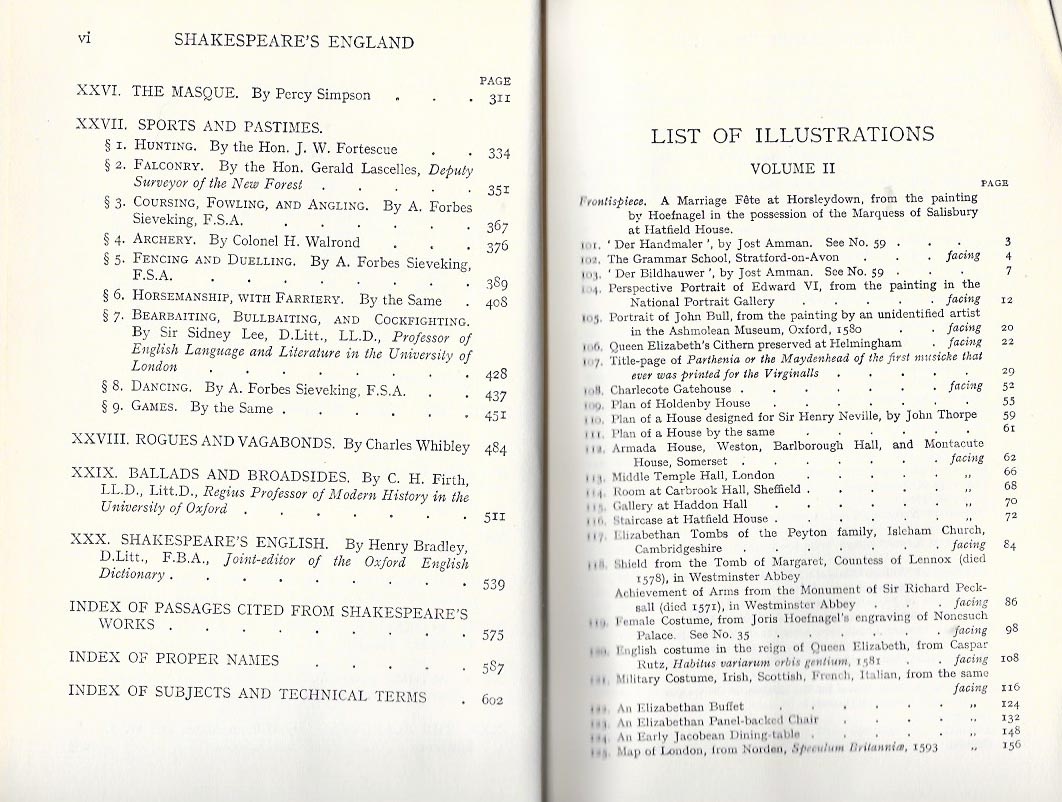 vi SHAKESPEARE'S ENGLAND
PAGE
XXVI. THE MASQUE. By Percy Simpson . . . 311
XXVII. SPORTS AND PASTIMES.
§ 1. HUNTING. By the Hon. J. W. Fortescue . . 334
§ 2. FALCONRY. By the Hon. Gerald Lascelles, Deputy
Surveyor of the New Forest . . . . . 351
§ 3. COURSING, FOWLING, AND ANGLING. By A. Forbes
Sieveking, F.S.A. . . . . . . 367
§ 4. ARCHERY. By Colonel H. Walrond . . . 376
§ 5. FENCING AND DUELLING. By A. Forbes Sieveking,
F.S.A. . . . . . . . . 389
§ 6. HORSEMANSHIP, WITH FARRIERY. By the Same . 408
§ 7. BEARBAITING, BULLBAITING, AND COCKFIGHTING.
By Sir Sidney Lee, D.Litt., LL.D., Professor of
English Language and Literature in the University of
London . . . . . . . . 428
§ 8. DANCING. By A. Forbes Sieveking, F.S.A. . . 437
§ 9. GAMES. By the Same . . . . . . 451
XXVIII. ROGUES AND VAGABONDS. By Charles Whibley 484
XXIX. BALLADS AND BROADSIDES. By C. H. Firth,
LL.D., Litt.D., Regius Professor of Modern History in the
University of Oxford . . . . . . . 511
XXX. SHAKESPEARE'S ENGLISH. By Henry Bradley,
D.Litt., F.B.A., Joint-editor of the Oxford English
Dictionary . . . . . . . . 539
INDEX OF PASSAGES CITED FROM SHAKESPEARE'S
WORKS . . . . . . . . 575
INDEX OF PROPER NAMES . . . . . 587
INDEX OF SUBJECTS AND TECHNICAL TERMS . 602
LIST OF ILLUSTRATIONS
VOLUME II
PAGE
Frontispiece. A Marriage Fête at Horsleydown, from the painting
by Hoefnagel in the possession of the Marquess of Salisbury
at Hatfield House.
101. ' Der Handmaler ', by Jost Amman. See No. 59 . . . 3
102. The Grammar School, Stratford-on-Avon . . facing 4
103. ' Der Bildhauwer ', by Jost Amman. See No. 59 . . . 7
104. Perspective Portrait of Edward VI, from the painting in the
National Portrait Gallery . . . . . facing 12
105. Portrait of John Bull, from the painting by an unidentified artist
in the Ashmolean Museum, Oxford, 1580 . . facing 20
106. Queen Elizabeth's Cithern preserved at Helmingham . facing 22
107. Title-page of Parthenia or the Maydenhead of the first musicke that
ever was printed for the Virginalls . . . . . 29
108. Charlecote Gatehouse . . . . . . facing 52
109. Plan of Holdenby House . . . . . . . 55
110. Plan of a House designed for Sir Henry Neville, by John Thorpe 59
111. Plan of a House by the same . . . . . . 61
112. Armada House, Weston, Barlborough Hall, and Montacute
House, Somerset . . . . . . facing 62
113. Middle Temple Hall, London . . . . . ,, 66
114. Room at Carbrook Hall, Sheffield . . . . . ,, 68
115. Gallery at Haddon Hall . . . . . . ,, 70
116. Staircase at Hatfield House . . . . . . ,, 72
117. Elizabethan Tombs of the Peyton family, Isleham Church,
Cambridgeshire . . . . . . facing 84
118. Shield from the Tomb of Margaret, Countess of Lennox (died
1578), in Westminster Abbey
Achievement of Arms from the Monument of Sir Richard Peck-
sall (died 1571), in Westminster Abbey . . . facing 86
119. Female Costume, from Joris Hoefnagel's engraving of Nonesuch
Palace. See No. 35 . . . . . . facing 98
120. English costume in the reign of Queen Elizabeth, from Caspar
Rutz, Habitus variarum orbis gentium, 1581 . . facing 108
121. Military Costume, Irish, Scottish, French, Italian, from the same
facing 116
122. An Elizabethan Buffet . . . . . . ,, 124
123. An Elizabethan Panel-backed Chair . . . . ,, 132
124. An Early Jacobean Dining-table . . . . . ,, 148
125. Map of London, from Norden, Speculum Britanniæ, 1593 ,, 156